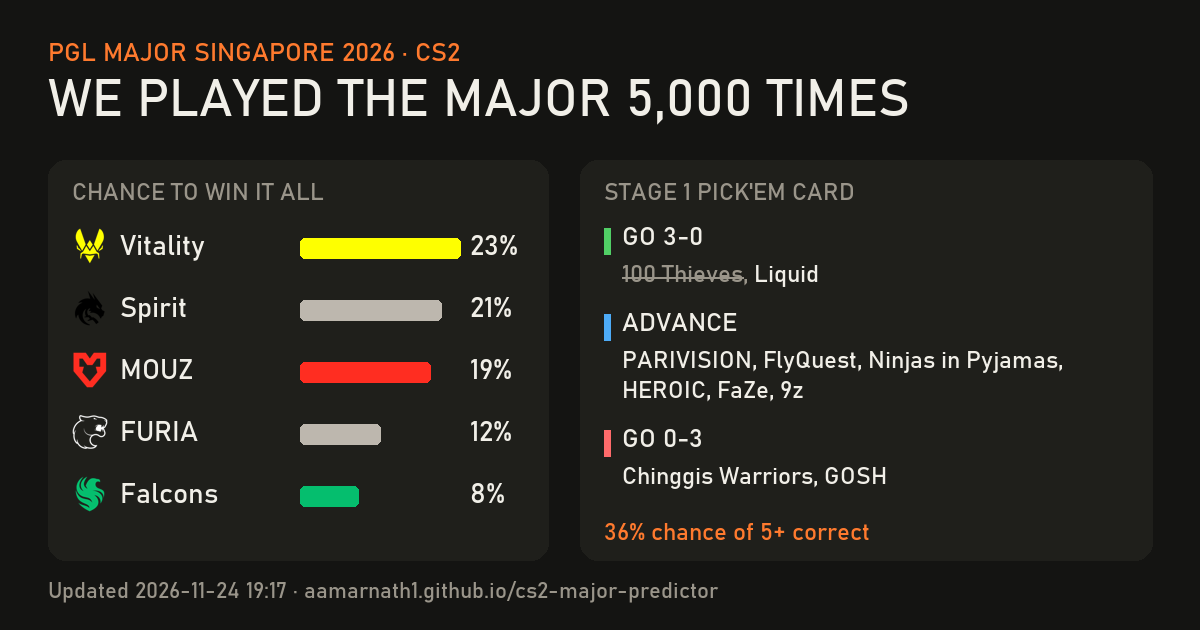 PGL MAJOR SINGAPORE 2026 · CS2
WE PLAYED THE MAJOR 5,000 TIMES
CHANCE TO WIN IT ALL
Vitality 23%
Spirit 21%
MOUZ 19%
FURIA 12%
Falcons 8%
STAGE 1 PICK'EM CARD
GO 3-0
100 Thieves, Liquid
ADVANCE
PARIVISION, FlyQuest, Ninjas in Pyjamas,
HEROIC, FaZe, 9z
GO 0-3
Chinggis Warriors, GOSH
36% chance of 5+ correct
Updated 2026-11-24 19:17 · aamarnath1.github.io/cs2-major-predictor